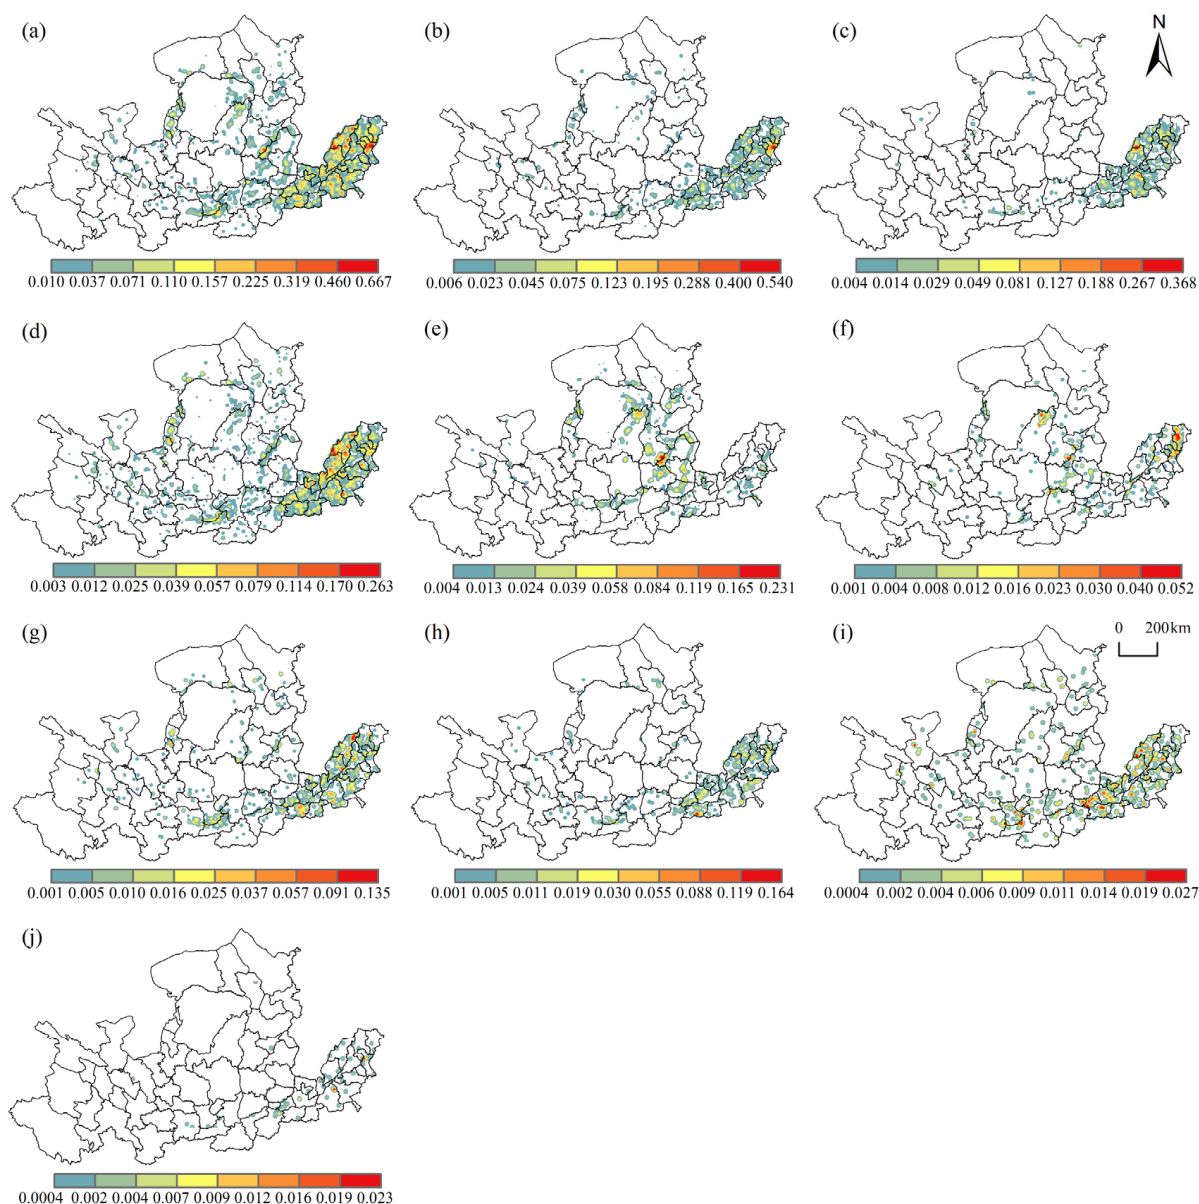 (a)
(b)
(c)
N
0.010 0.037 0.071 0.110 0.157 0.225 0.319 0.460 0.667
0.006 0.023 0.045 0.075 0.123 0.195 0.288 0.400 0.540
0.004 0.014 0.029 0.049 0.081 0.127 0.188 0.267 0.368
(d)
(e)
(f)
0.003 0.012 0.025 0.039 0.057 0.079 0.114 0.170 0.263
0.004 0.013 0.024 0.039 0.058 0.084 0.119 0.165 0.231
0.001 0.004 0.008 0.012 0.016 0.023 0.030 0.040 0.052
(g)
(h)
(i)
0 200km
0.001 0.005 0.010 0.016 0.025 0.037 0.057 0.091 0.135
0.001 0.005 0.011 0.019 0.030 0.055 0.088 0.119 0.164
0.0004 0.002 0.004 0.006 0.009 0.011 0.014 0.019 0.027
(j)
0.0004 0.002 0.004 0.007 0.009 0.012 0.016 0.019 0.023